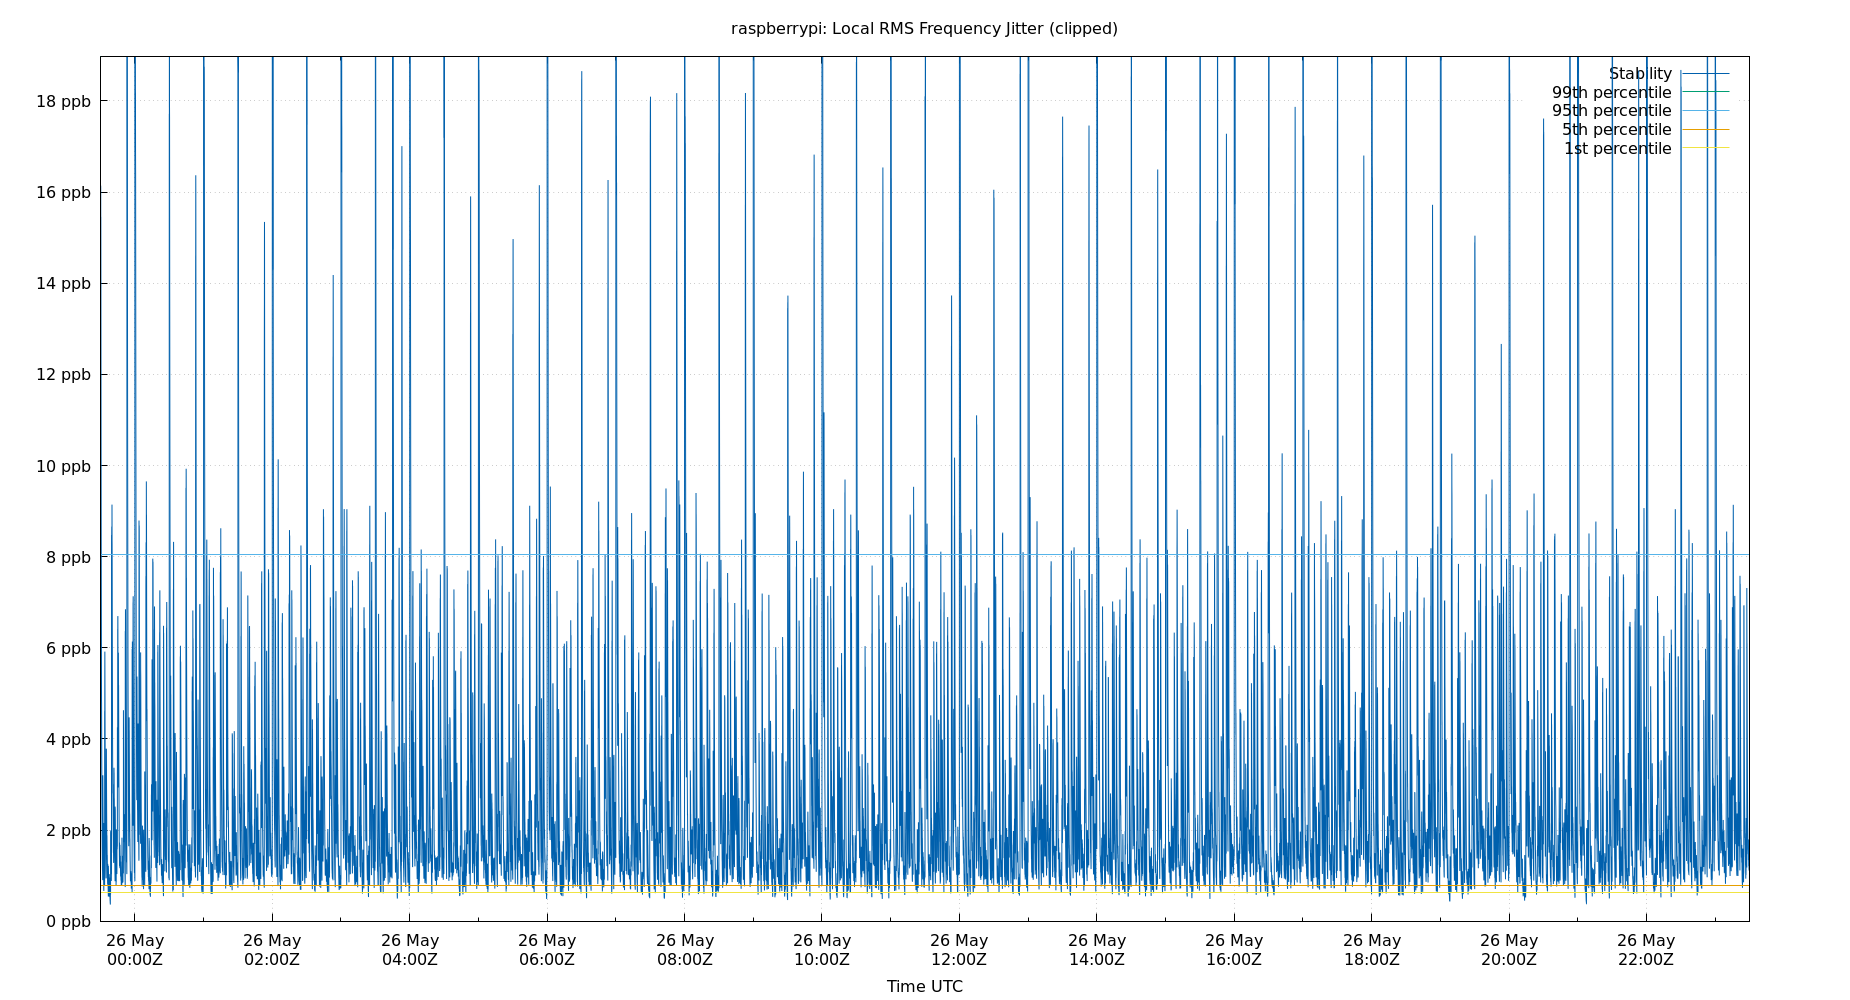 raspberrypi: Local RMS Frequency Jitter (clipped)
Stability
99th percentile
95th percentile
5th percentile
1st percentile
18 ppb
16 ppb
14 ppb
12 ppb
10 ppb
8 ppb
6 ppb
4 ppb
2 ppb
0 ppb
26 May 26 May 26 May 26 May 26 May 26 May 26 May 26 May 26 May 26 May 26 May 26 May
00:00Z 02:00Z 04:00Z 06:00Z 08:00Z 10:00Z 12:00Z 14:00Z 16:00Z 18:00Z 20:00Z 22:00Z
Time UTC